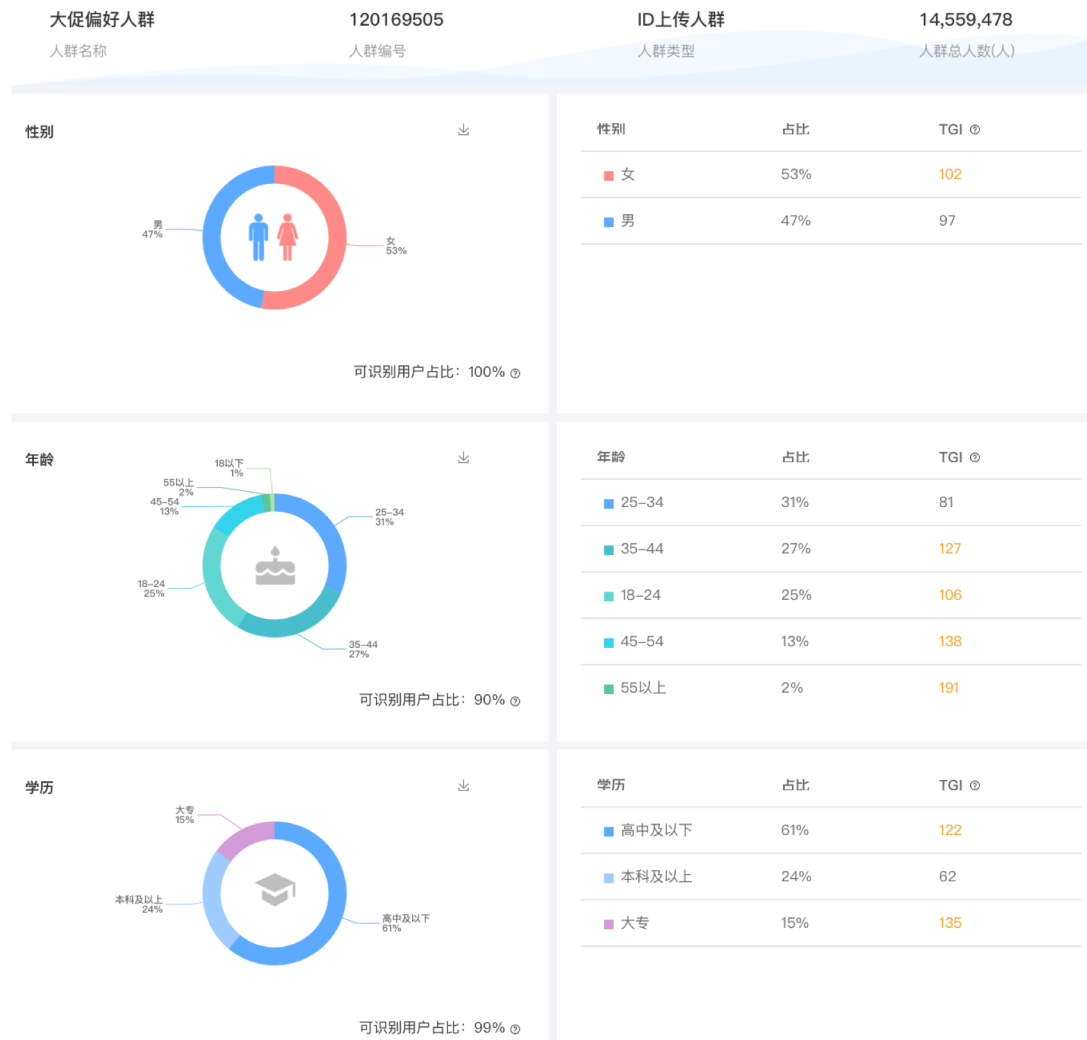 大促偏好人群 120169505 ID上传人群 14,559,478
人群名称 人群编号 人群类型 人群总人数(人)
性别
男
47%
女
53%
可识别用户占比：100%
性别 占比 TGI
女 53% 102
男 47% 97
年龄
18以下
1%
55以上
2%
45-54
13%
25-34
31%
18-24
25%
35-44
27%
可识别用户占比：90%
年龄 占比 TGI
25-34 31% 81
35-44 27% 127
18-24 25% 106
45-54 13% 138
55以上 2% 191
学历
大专
15%
本科及以上
24%
高中及以下
61%
可识别用户占比：99%
学历 占比 TGI
高中及以下 61% 122
本科及以上 24% 62
大专 15% 135